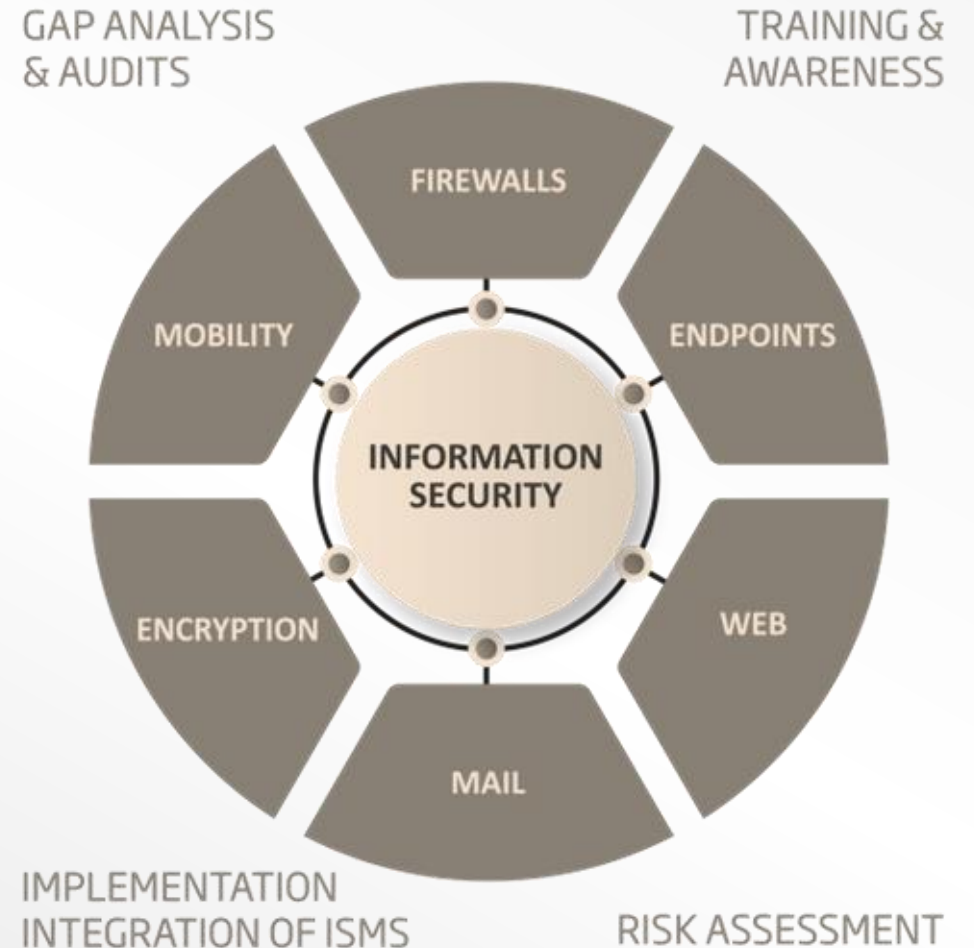 GAP ANALYSIS
& AUDITS
TRAINING &
AWARENESS
FIREWALLS
MOBILITY
ENDPOINTS
INFORMATION
SECURITY
ENCRYPTION
WEB
MAIL
IMPLEMENTATION
INTEGRATION OF ISMS
RISK ASSESSMENT